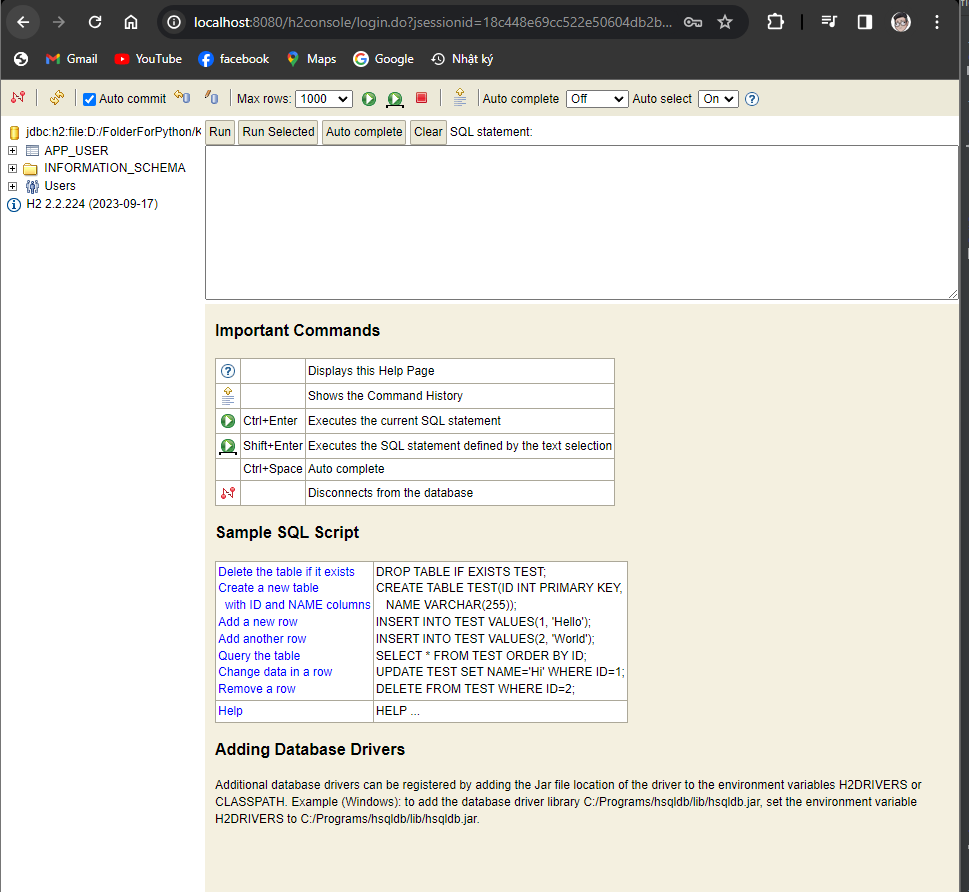 localhost:8080/h2console/login.do?jsessionid=18c448e69cc522e50604db2b...
Gmail YouTube facebook Maps Google Nhật ký
Auto commit Max rows: 1000 Auto complete Off Auto select On
jdbc:h2:file:D:/FolderForPython/K
APP_USER
INFORMATION_SCHEMA
Users
H2 2.2.224 (2023-09-17)
Run Run Selected Auto complete Clear SQL statement:
Important Commands
Displays this Help Page
Shows the Command History
Ctrl+Enter Executes the current SQL statement
Shift+Enter Executes the SQL statement defined by the text selection
Ctrl+Space Auto complete
Disconnects from the database
Sample SQL Script
Delete the table if it exists DROP TABLE IF EXISTS TEST;
Create a new table CREATE TABLE TEST(ID INT PRIMARY KEY,
with ID and NAME columns NAME VARCHAR(255));
Add a new row INSERT INTO TEST VALUES(1, 'Hello');
Add another row INSERT INTO TEST VALUES(2, 'World');
Query the table SELECT * FROM TEST ORDER BY ID;
Change data in a row UPDATE TEST SET NAME='Hi' WHERE ID=1;
Remove a row DELETE FROM TEST WHERE ID=2;
Help HELP ...
Adding Database Drivers
Additional database drivers can be registered by adding the Jar file location of the driver to the environment variables H2DRIVERS or
CLASSPATH. Example (Windows): to add the database driver library C:/Programs/hsqldb/lib/hsqldb.jar, set the environment variable
H2DRIVERS to C:/Programs/hsqldb/lib/hsqldb.jar.